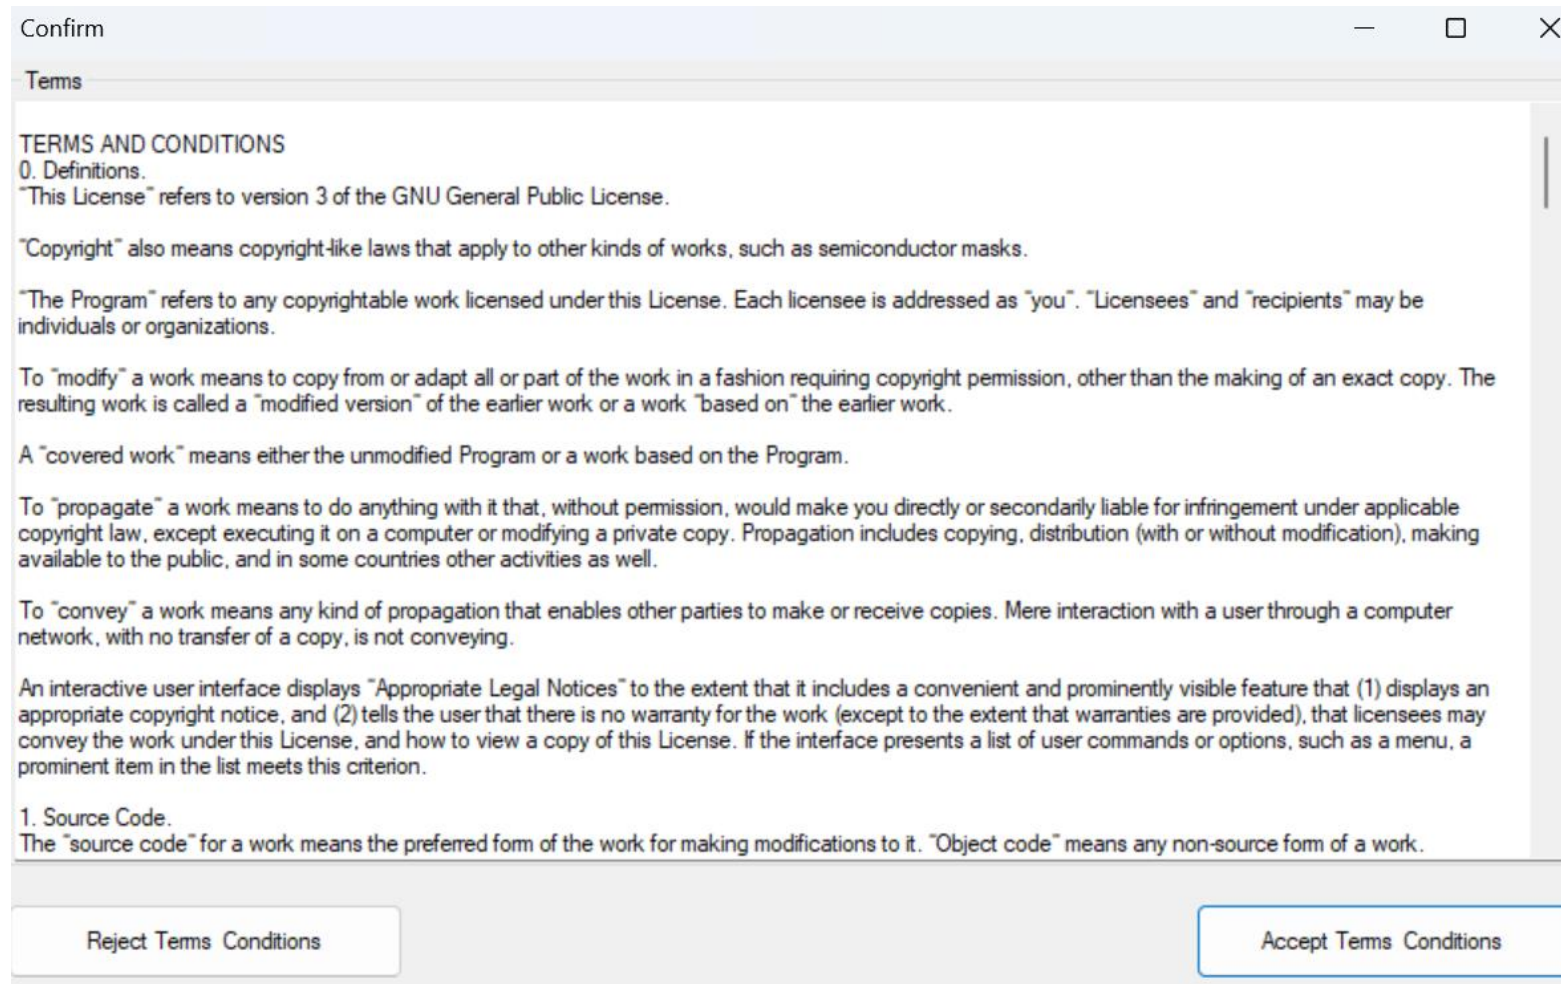 Confirm
Terms
TERMS AND CONDITIONS
0. Definitions.
"This License" refers to version 3 of the GNU General Public License.
"Copyright" also means copyright-like laws that apply to other kinds of works, such as semiconductor masks.
"The Program" refers to any copyrightable work licensed under this License. Each licensee is addressed as "you". "Licensees" and "recipients" may be
individuals or organizations.
To "modify" a work means to copy from or adapt all or part of the work in a fashion requiring copyright permission, other than the making of an exact copy. The
resulting work is called a "modified version" of the earlier work or a work "based on" the earlier work.
A "covered work" means either the unmodified Program or a work based on the Program.
To "propagate" a work means to do anything with it that, without permission, would make you directly or secondarily liable for infringement under applicable
copyright law, except executing it on a computer or modifying a private copy. Propagation includes copying, distribution (with or without modification), making
available to the public, and in some countries other activities as well.
To "convey" a work means any kind of propagation that enables other parties to make or receive copies. Mere interaction with a user through a computer
network, with no transfer of a copy, is not conveying.
An interactive user interface displays "Appropriate Legal Notices" to the extent that it includes a convenient and prominently visible feature that (1) displays an
appropriate copyright notice, and (2) tells the user that there is no warranty for the work (except to the extent that warranties are provided), that licensees may
convey the work under this License, and how to view a copy of this License. If the interface presents a list of user commands or options, such as a menu, a
prominent item in the list meets this criterion.
1. Source Code.
The "source code" for a work means the preferred form of the work for making modifications to it. "Object code" means any non-source form of a work.
Reject Terms Conditions
Accept Terms Conditions